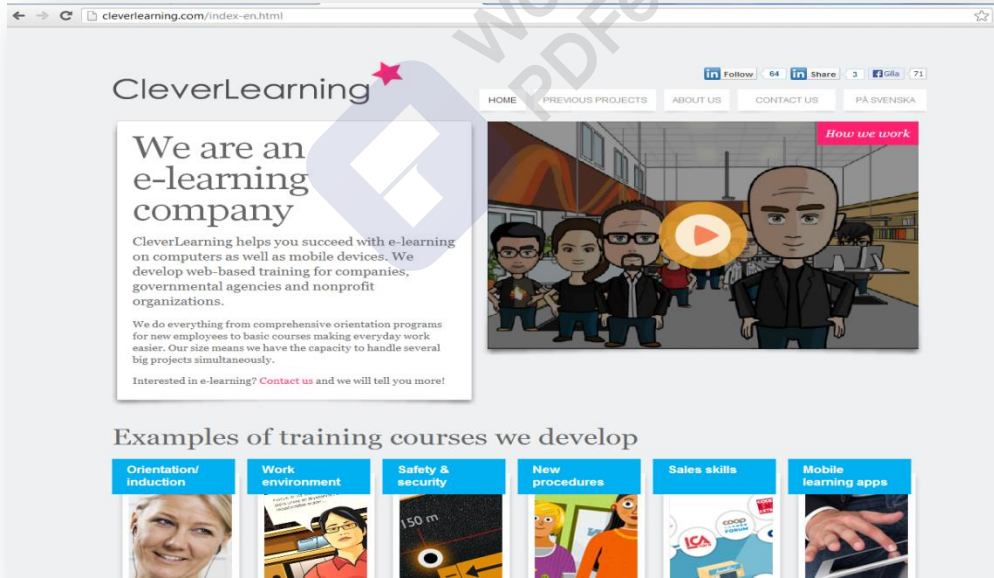 cleverlearning.com/index-en.html
CleverLearning
Follow 64 Share 3 Gilla 71
HOME PREVIOUS PROJECTS ABOUT US CONTACT US PÅ SVENSKA
We are an
e-learning
company
CleverLearning helps you succeed with e-learning
on computers as well as mobile devices. We
develop web-based training for companies,
governmental agencies and nonprofit
organizations.
We do everything from comprehensive orientation programs
for new employees to basic courses making everyday work
easier. Our size means we have the capacity to handle several
big projects simultaneously.
Interested in e-learning? Contact us and we will tell you more!
How we work
Examples of training courses we develop
Orientation/
induction
Work
environment
Safety &
security
New
procedures
Sales skills
Mobile
learning apps
150 m
ICA
coop
FORUM